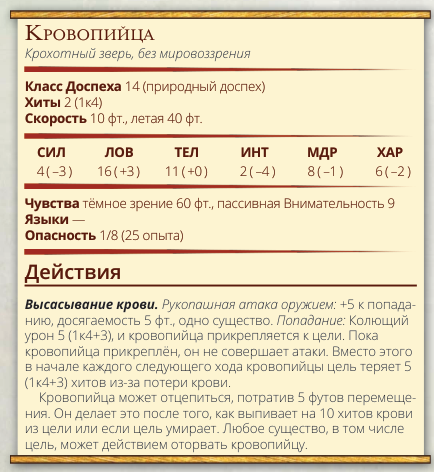 Кровопийца
Крохотный зверь, без мировоззрения
Класс Доспеха 14 (природный доспех)
Хиты 2 (1к4)
Скорость 10 фт., летая 40 фт.
СИЛ ЛОВ ТЕЛ ИНТ МДР ХАР
4 ( –3 ) 16 ( +3 ) 11 ( +0 ) 2 ( –4 ) 8 ( –1 ) 6 ( –2 )
Чувства тёмное зрение 60 фт., пассивная Внимательность 9
Языки —
Опасность 1/8 (25 опыта)
Действия
Высасывание крови. Рукопашная атака оружием: +5 к попада-
нию, досягаемость 5 фт., одно существо. Попадание: Колющий
урон 5 (1к4+3), и кровопийца прикрепляется к цели. Пока
кровопийца прикреплён, он не совершает атаки. Вместо этого
в начале каждого следующего хода кровопийцы цель теряет 5
(1к4+3) хитов из-за потери крови.
Кровопийца может отцепиться, потратив 5 футов перемеще-
ния. Он делает это после того, как выпивает на 10 хитов крови
из цели или если цель умирает. Любое существо, в том числе
цель, может действием оторвать кровопийцу.